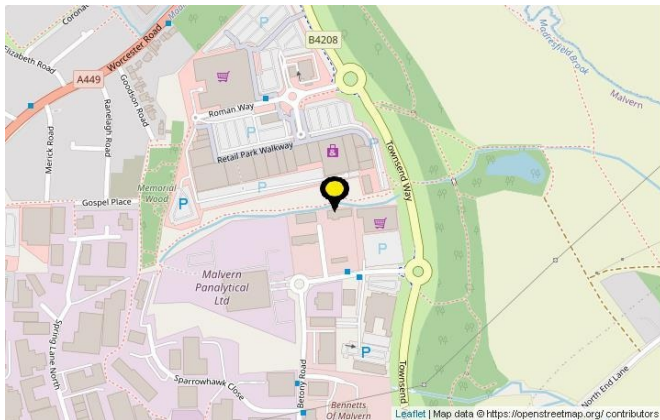 Coronat
Elizabeth Road
A449
Worcester Road
B4208
Madresfield Brook
Malvern
Goodson Road
Ranelagh Road
Merick Road
Roman Way
P
P
Retail Park Walkway
Townsend Way
Memorial
Wood
P
P
Gospel Place
P
Malvern
Panalytical
Ltd
Spring Lane North
Sparrowhawk Close
Betony Road
P
Townsend
Bennetts
Of Malvern
North End Lane
Leaflet | Map data © https://openstreetmap.org/ contributors